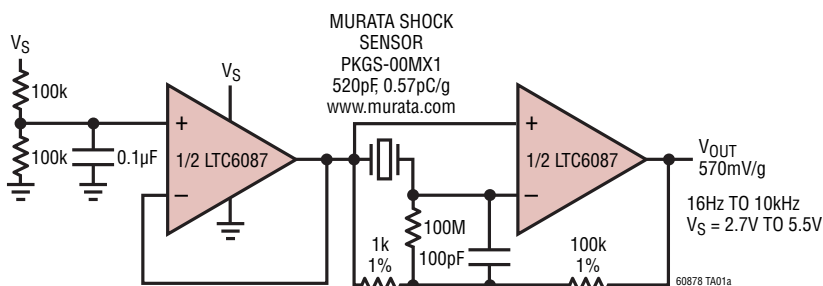 MURATA SHOCK
SENSOR
PKGS-00MX1
520pF, 0.57pC/g
www.murata.com
VS
100k
100k
0.1µF
VS
+
1/2 LTC6087
–
+
1/2 LTC6087
–
VOUT
570mV/g
16Hz TO 10kHz
VS = 2.7V TO 5.5V
100M
100pF
1k
1%
100k
1%
60878 TA01a